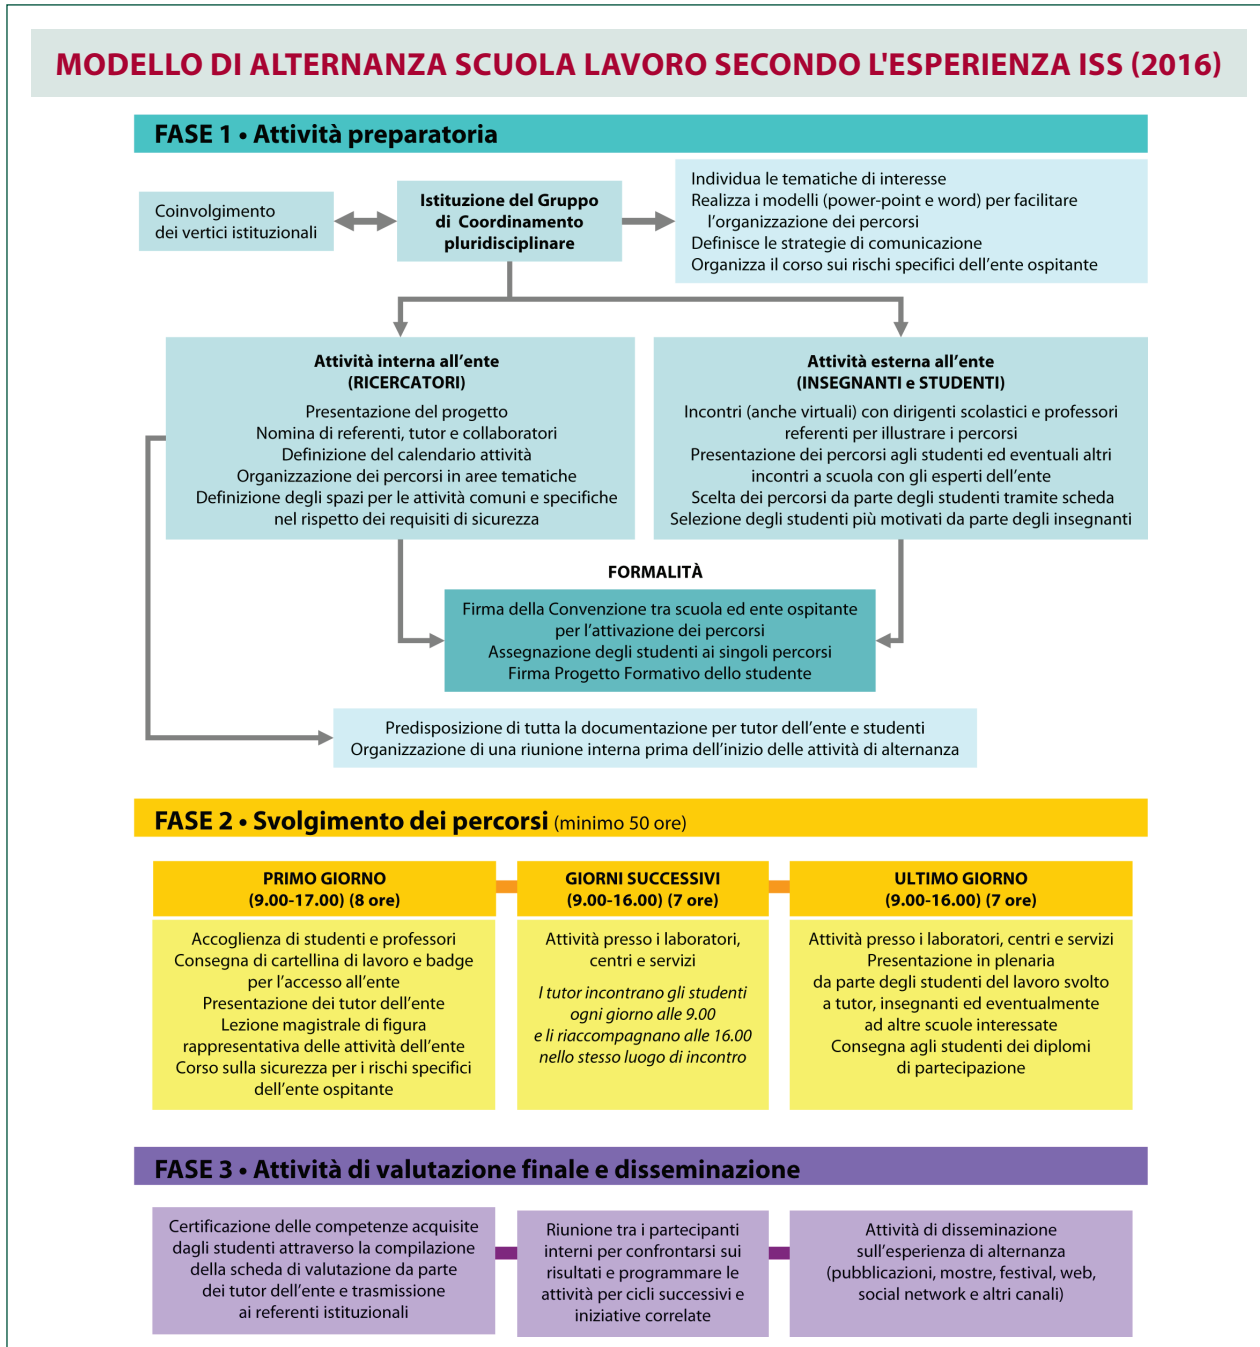 MODELLO DI ALTERNANZA SCUOLA LAVORO SECONDO L'ESPERIENZA ISS (2016)
FASE 1 • Attività preparatoria
Coinvolgimento
dei vertici istituzionali
Istituzione del Gruppo
di Coordinamento
pluridisciplinare
Individua le tematiche di interesse
Realizza i modelli (power-point e word) per facilitare
l'organizzazione dei percorsi
Definisce le strategie di comunicazione
Organizza il corso sui rischi specifici dell'ente ospitante
Attività interna all'ente
(RICERCATORI)
Presentazione del progetto
Nomina di referenti, tutor e collaboratori
Definizione del calendario attività
Organizzazione dei percorsi in aree tematiche
Definizione degli spazi per le attività comuni e specifiche
nel rispetto dei requisiti di sicurezza
Attività esterna all'ente
(INSEGNANTI e STUDENTI)
Incontri (anche virtuali) con dirigenti scolastici e professori
referenti per illustrare i percorsi
Presentazione dei percorsi agli studenti ed eventuali altri
incontri a scuola con gli esperti dell'ente
Scelta dei percorsi da parte degli studenti tramite scheda
Selezione degli studenti più motivati da parte degli insegnanti
FORMALITÀ
Firma della Convenzione tra scuola ed ente ospitante
per l'attivazione dei percorsi
Assegnazione degli studenti ai singoli percorsi
Firma Progetto Formativo dello studente
Predisposizione di tutta la documentazione per tutor dell'ente e studenti
Organizzazione di una riunione interna prima dell'inizio delle attività di alternanza
FASE 2 • Svolgimento dei percorsi (minimo 50 ore)
PRIMO GIORNO
(9.00-17.00) (8 ore)
Accoglienza di studenti e professori
Consegna di cartellina di lavoro e badge
per l'accesso all'ente
Presentazione dei tutor dell'ente
Lezione magistrale di figura
rappresentativa delle attività dell'ente
Corso sulla sicurezza per i rischi specifici
dell'ente ospitante
GIORNI SUCCESSIVI
(9.00-16.00) (7 ore)
Attività presso i laboratori,
centri e servizi
I tutor incontrano gli studenti
ogni giorno alle 9.00
e li riaccompagnano alle 16.00
nello stesso luogo di incontro
ULTIMO GIORNO
(9.00-16.00) (7 ore)
Attività presso i laboratori, centri e servizi
Presentazione in plenaria
da parte degli studenti del lavoro svolto
a tutor, insegnanti ed eventualmente
ad altre scuole interessate
Consegna agli studenti dei diplomi
di partecipazione
FASE 3 • Attività di valutazione finale e disseminazione
Certificazione delle competenze acquisite
dagli studenti attraverso la compilazione
della scheda di valutazione da parte
dei tutor dell'ente e trasmissione
ai referenti istituzionali
Riunione tra i partecipanti
interni per confrontarsi sui
risultati e programmare le
attività per cicli successivi e
iniziative correlate
Attività di disseminazione
sull'esperienza di alternanza
(pubblicazioni, mostre, festival, web,
social network e altri canali)